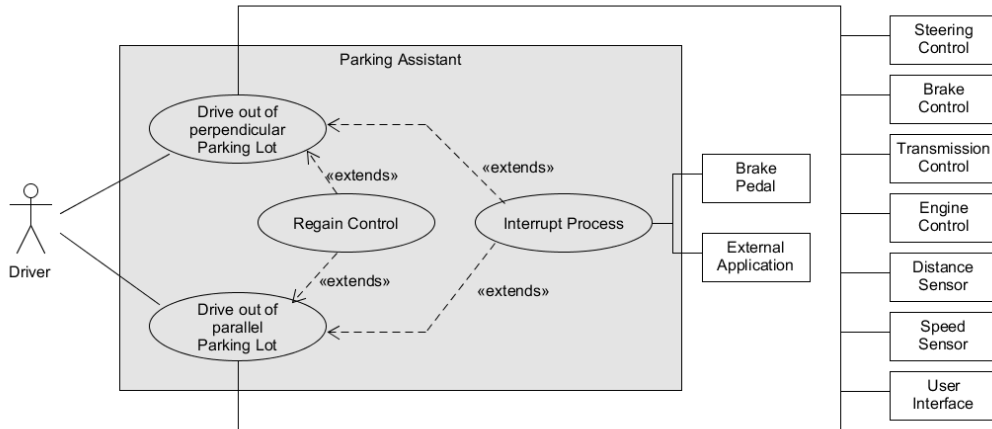 Parking Assistant
Drive out of
perpendicular
Parking Lot
«extends»
«extends»
Regain Control
Interrupt Process
«extends»
«extends»
Drive out of
parallel
Parking Lot
Driver
Brake
Pedal
External
Application
Steering
Control
Brake
Control
Transmission
Control
Engine
Control
Distance
Sensor
Speed
Sensor
User
Interface